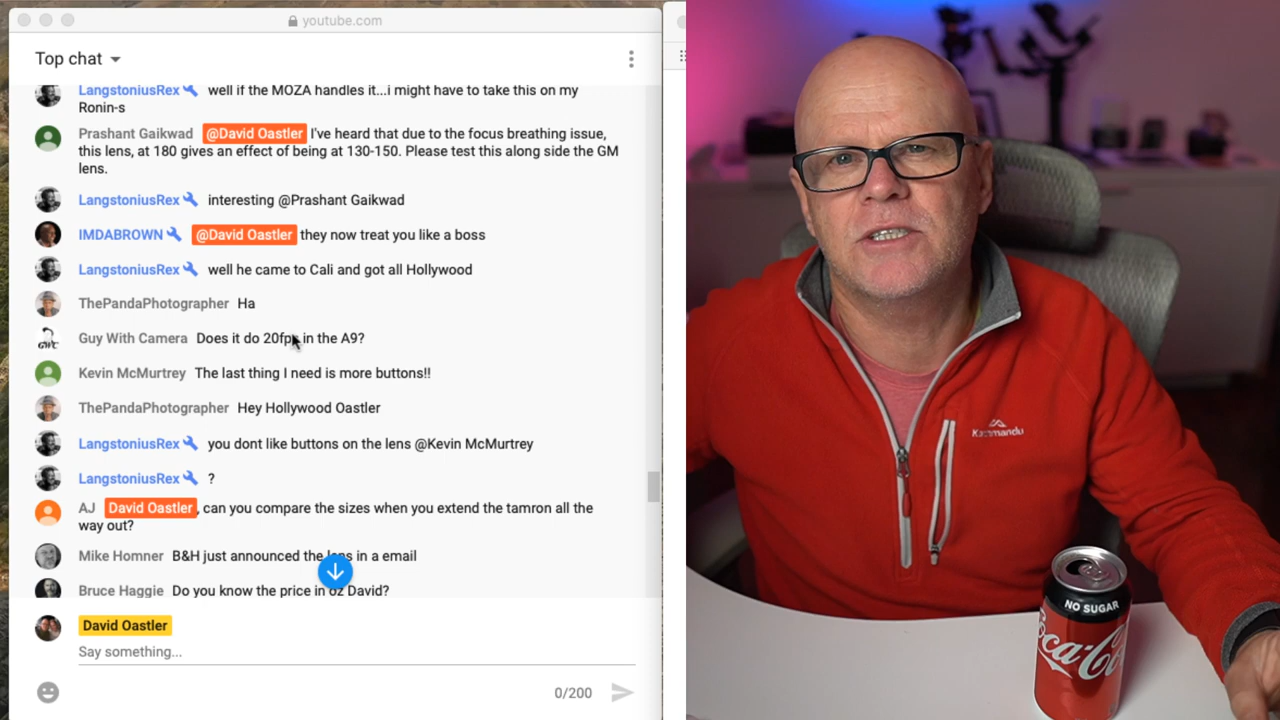 youtube.com
Top chat
LangstoniusRex well if the MOZA handles it...i might have to take this on my
Ronin-s
Prashant Gaikwad @David Oastler I've heard that due to the focus breathing issue,
this lens, at 180 gives an effect of being at 130-150. Please test this along side the GM
lens.
LangstoniusRex interesting @Prashant Gaikwad
IMDABROWN @David Oastler they now treat you like a boss
LangstoniusRex well he came to Cali and got all Hollywood
ThePandaPhotographer Ha
GWC Guy With Camera Does it do 20fps in the A9?
Kevin McMurtrey The last thing I need is more buttons!!
ThePandaPhotographer Hey Hollywood Oastler
LangstoniusRex you dont like buttons on the lens @Kevin McMurtrey
LangstoniusRex ?
AJ David Oastler, can you compare the sizes when you extend the tamron all the
way out?
Mike Homner B&H just announced the lens in a email
Bruce Haggie Do you know the price in oz David?
David Oastler
Say something...
0/200
Kathmandu
NO SUGAR
Coca-Co